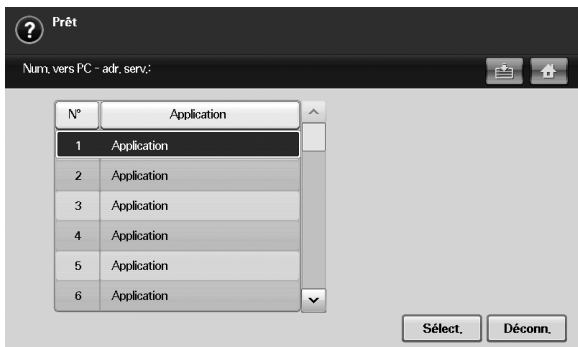 ?
Prêt
Num. vers PC - adr. serv.:
N° Application
1 Application
2 Application
3 Application
4 Application
5 Application
6 Application
Sélect. Déconn.